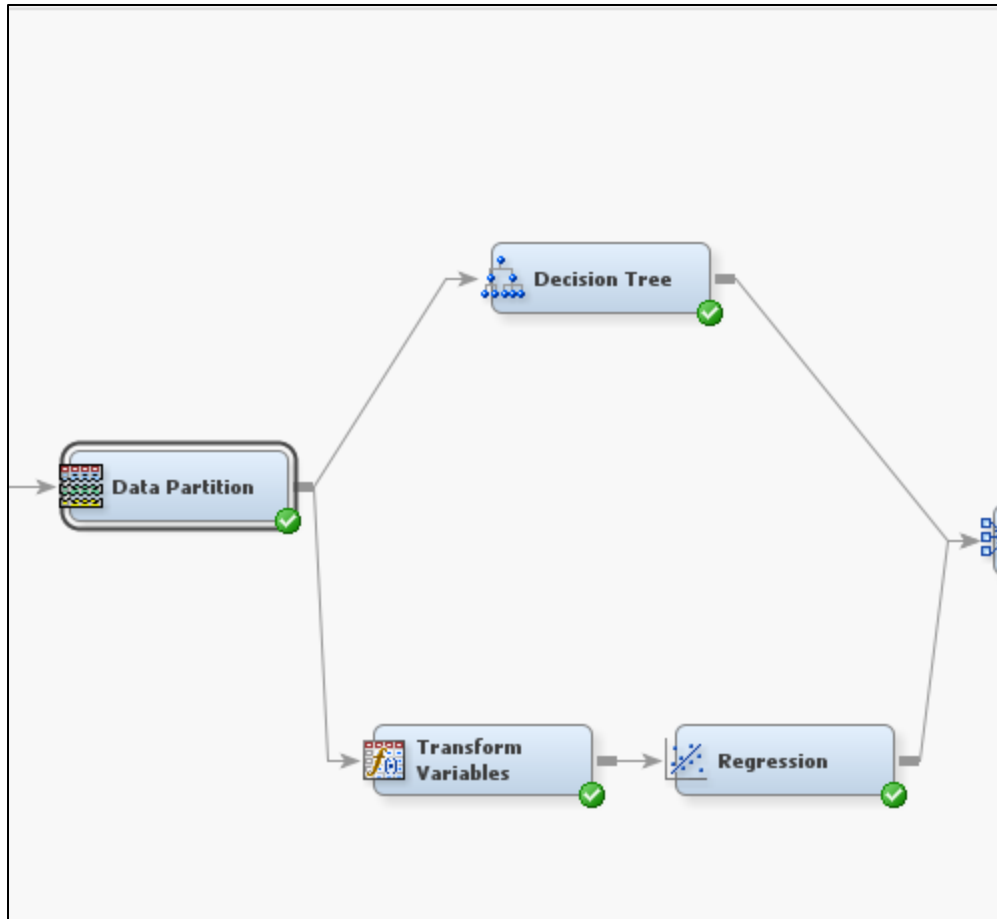 Decision Tree
Data Partition
Transform
Variables
Regression